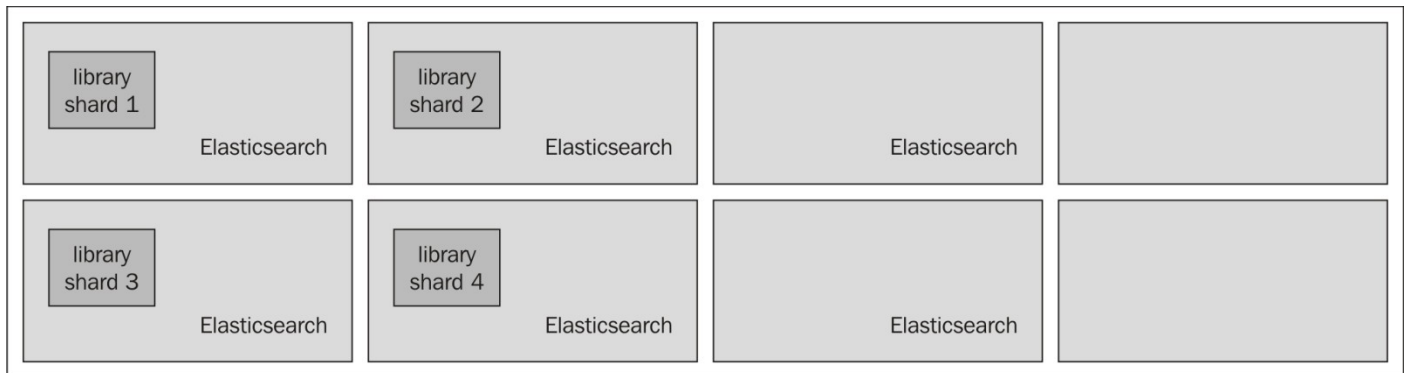 library
shard 1
Elasticsearch
library
shard 2
Elasticsearch
Elasticsearch
library
shard 3
Elasticsearch
library
shard 4
Elasticsearch
Elasticsearch